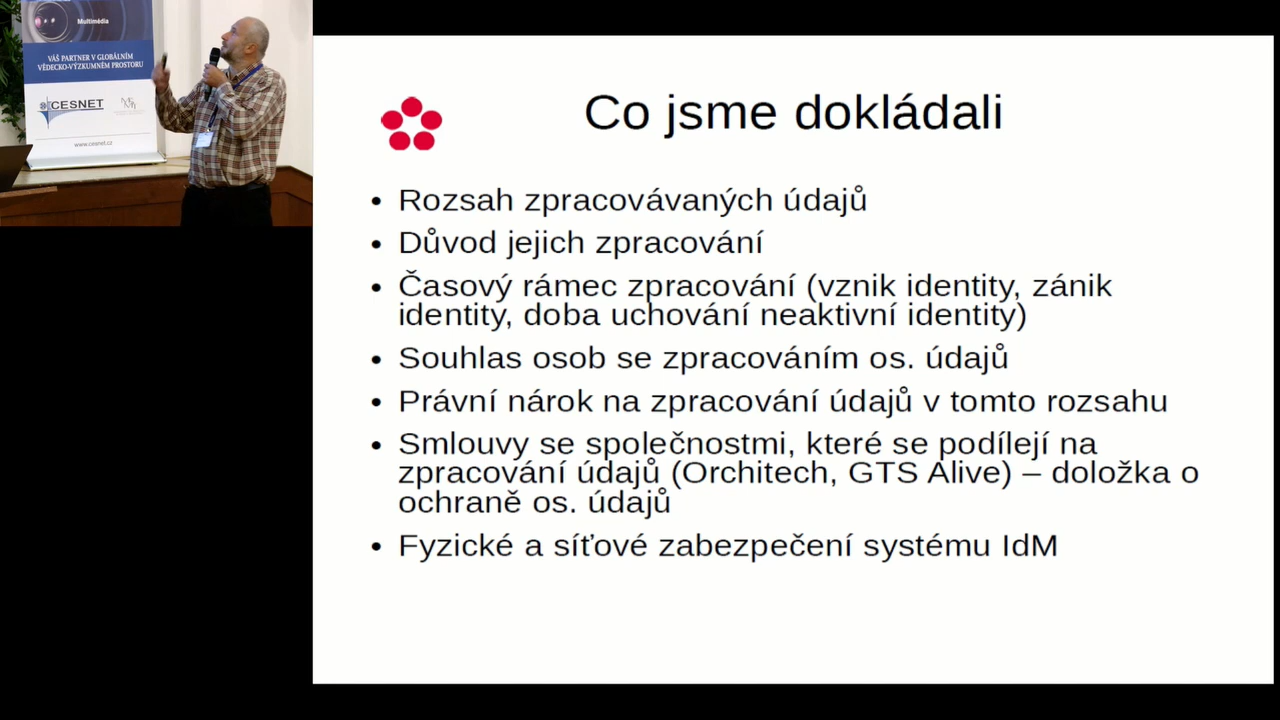 Multimédia
VÁŠ PARTNER V GLOBÁLNÍM
VĚDECKO-VÝZKUMNÉM PROSTORU
CESNET
www.cesnet.cz
Co jsme dokládali
• Rozsah zpracovávaných údajů
• Důvod jejich zpracování
• Časový rámec zpracování (vznik identity, zánik
identity, doba uchování neaktivní identity)
• Souhlas osob se zpracováním os. údajů
• Právní nárok na zpracování údajů v tomto rozsahu
• Smlouvy se společnostmi, které se podílejí na
zpracování údajů (Orchitech, GTS Alive) – doložka o
ochraně os. údajů
• Fyzické a síťové zabezpečení systému IdM